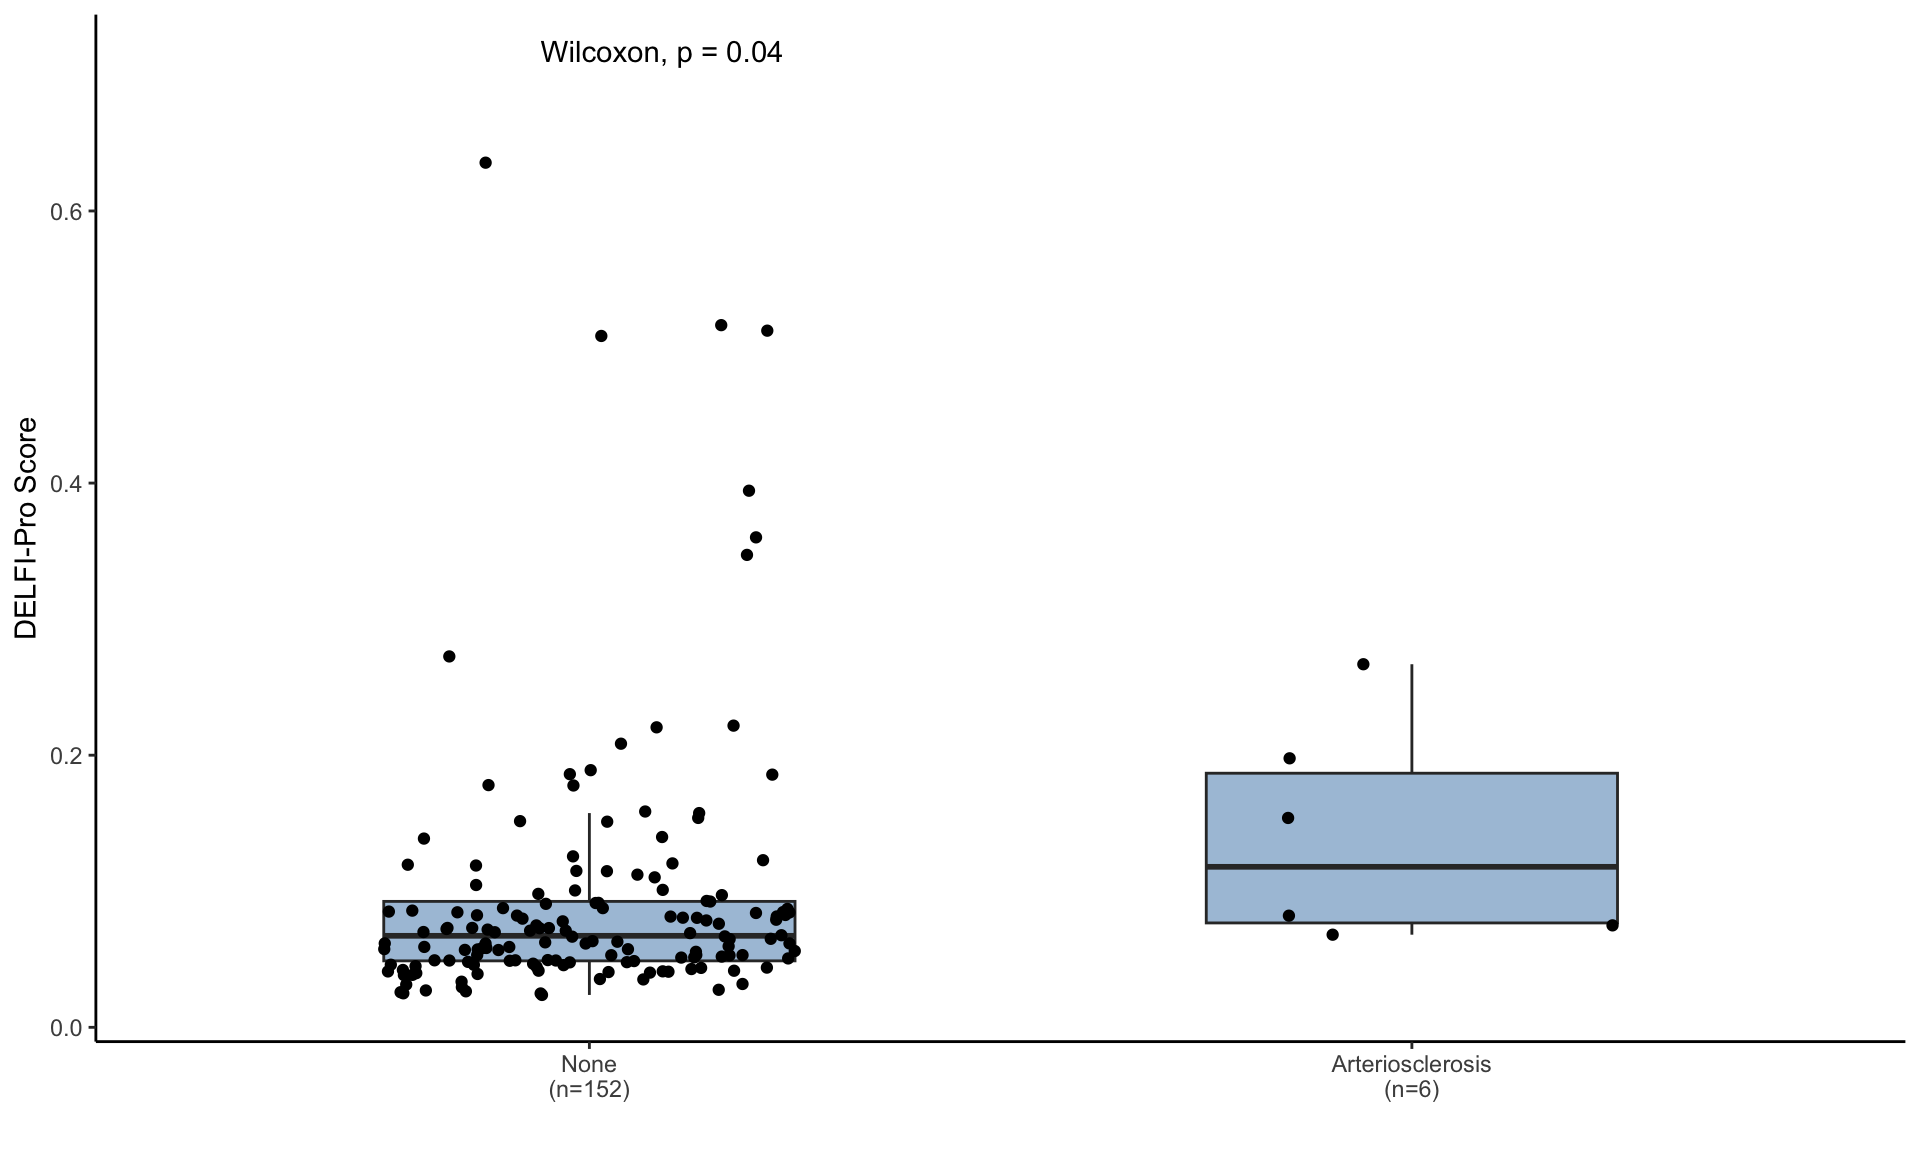 Wilcoxon, p = 0.04
DELFI-Pro Score
0.6
0.4
0.2
0.0
None
(n=152)
Arteriosclerosis
(n=6)